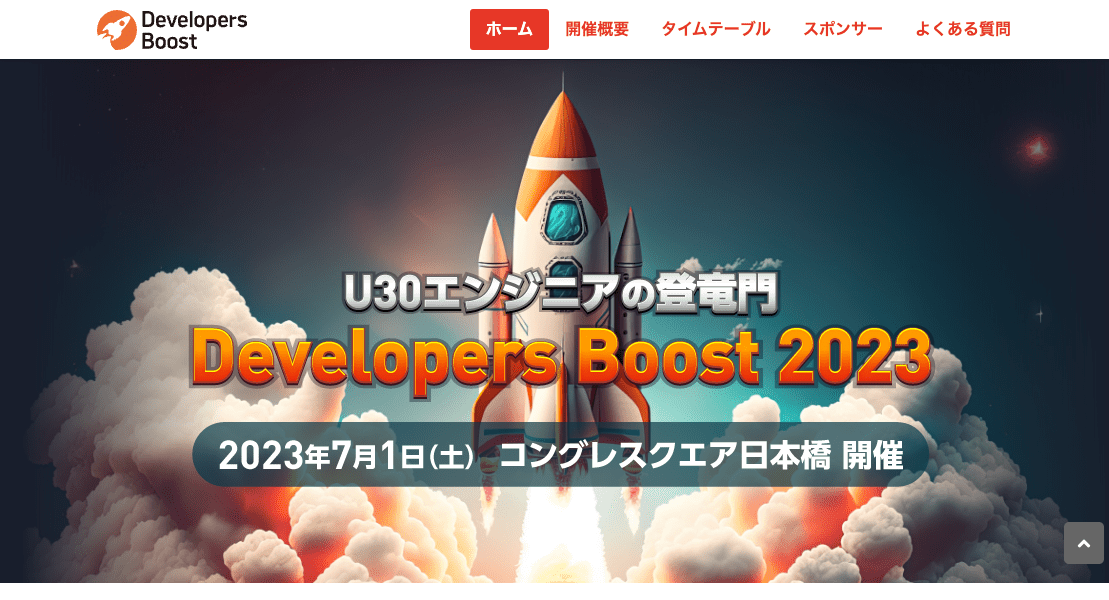 Developers
Boost
ホーム 開催概要 タイムテーブル スポンサー よくある質問
U30エンジニアの登竜門
Developers Boost 2023
2023年7月1日(土) コングレスクエア日本橋 開催